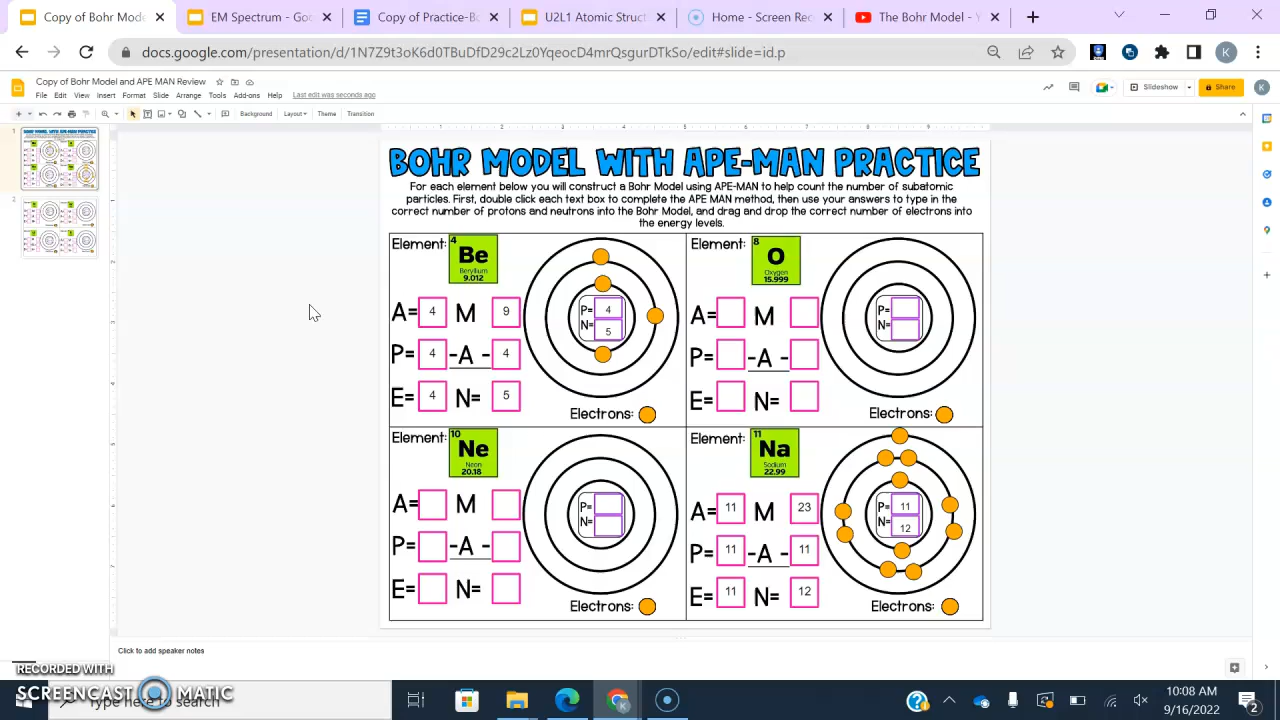 Copy of Bohr Model
EM Spectrum - Goo
Copy of Practice-Bo
U2L1 Atomic Struct
Home - Screen Rec
The Bohr Model - Y
docs.google.com/presentation/d/1N7Z9t3oK6d0TBuDfD29c2Lz0YqeocD4mrQsgurDTkSo/edit#slide=id.p
K
Copy of Bohr Model and APE MAN Review
File Edit View Insert Format Slide Arrange Tools Add-ons Help Last edit was seconds ago
Slideshow
Share
K
Background Layout Theme Transition
1
2
BOHR MODEL WITH APE-MAN PRACTICE
For each element below you will construct a Bohr Model using APE-MAN to help count the number of subatomic
particles. First, double click each text box to complete the APE MAN method, then use your answers to type in the
correct number of protons and neutrons into the Bohr Model, and drag and drop the correct number of electrons into
the energy levels.
Element:
4
Be
Beryllium
9.012
A= 4 M 9
P= 4 -A - 4
E= 4 N= 5
P= 4
N= 5
Electrons:
Element:
8
O
Oxygen
15.999
A= M
P= -A -
E= N=
P=
N=
Electrons:
Element:
10
Ne
Neon
20.18
A= M
P= -A -
E= N=
P=
N=
Electrons:
Element:
11
Na
Sodium
22.99
A= 11 M 23
P= 11 -A - 11
E= 11 N= 12
P= 11
N= 12
Electrons:
Click to add speaker notes
RECORDED WITH
SCREENCAST MATIC
Type here to search
10:08 AM
9/16/2022
2